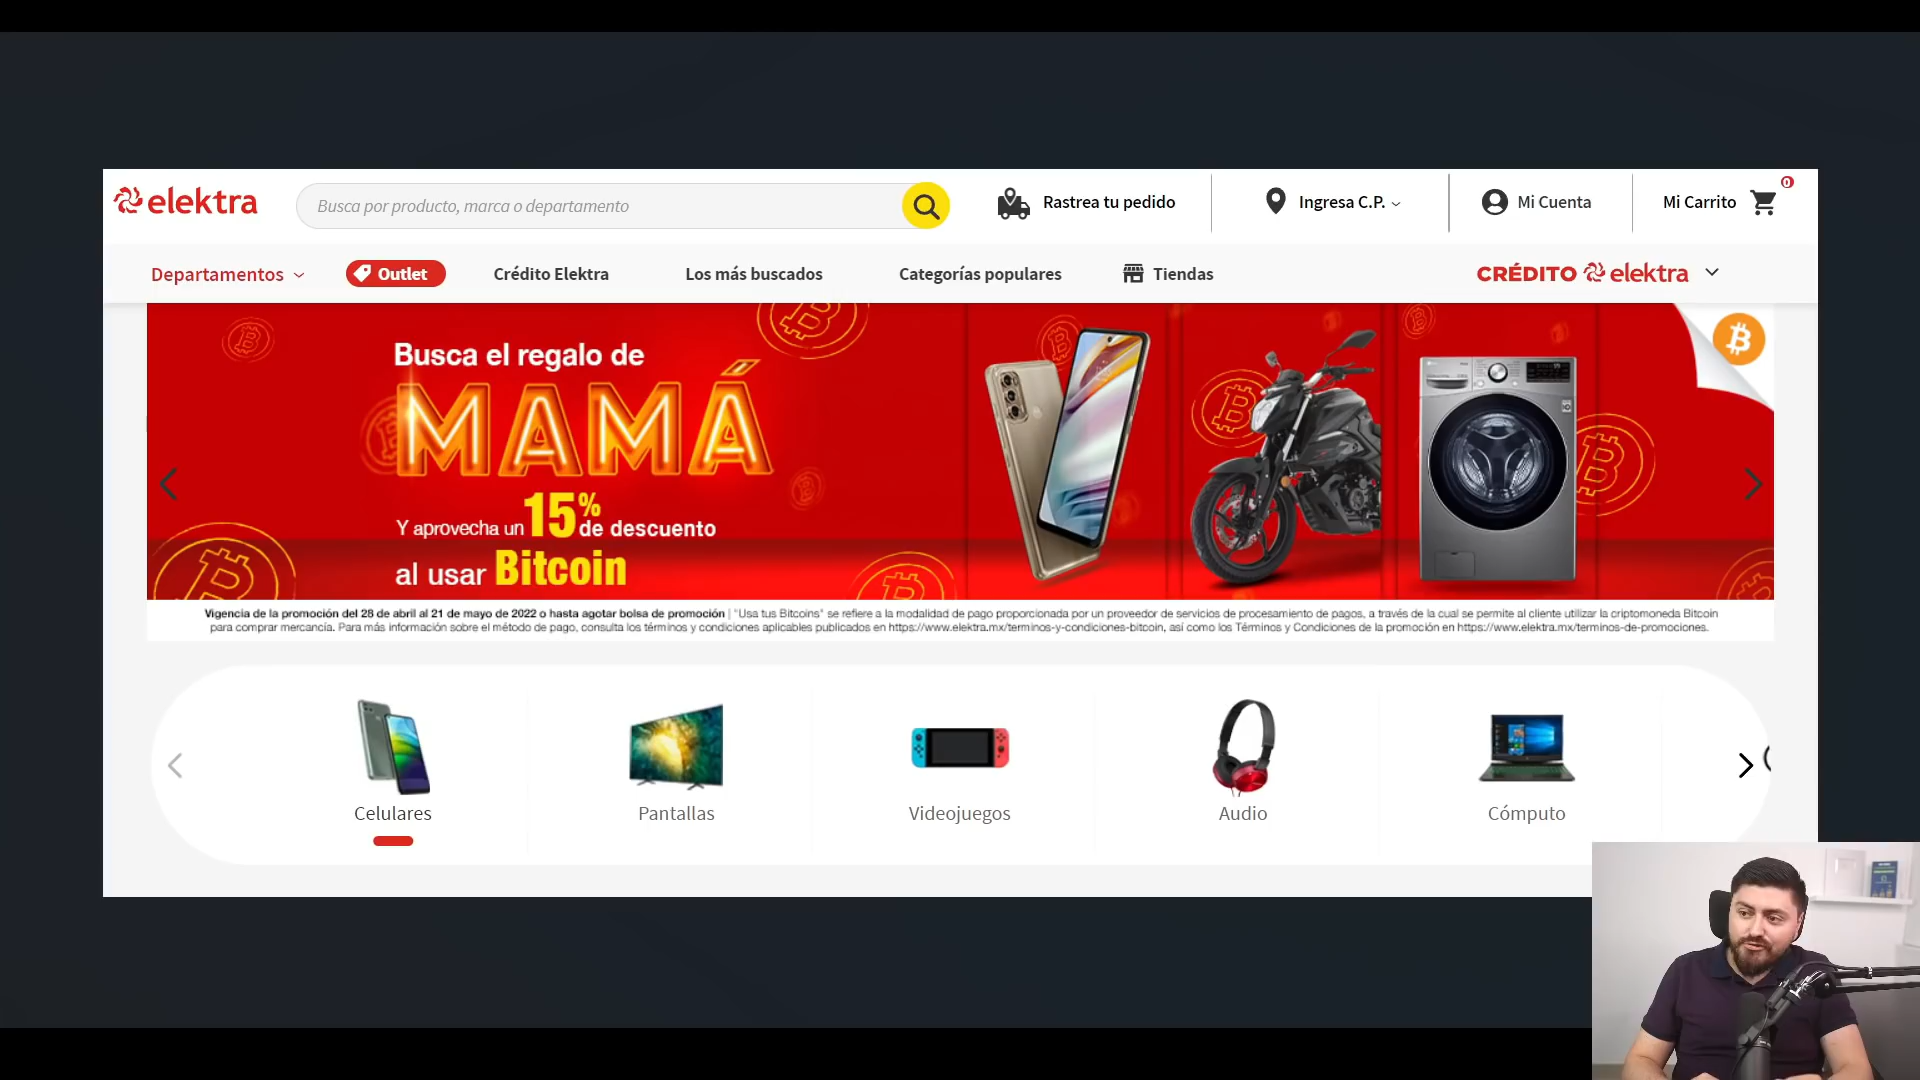 elektra
Busca por producto, marca o departamento
Rastrea tu pedido
Ingresa C.P.
Mi Cuenta
Mi Carrito
0
Departamentos
Outlet
Crédito Elektra
Los más buscados
Categorías populares
Tiendas
CRÉDITO elektra
Busca el regalo de
MAMÁ
Y aprovecha un 15% de descuento
al usar Bitcoin
Vigencia de la promoción del 28 de abril al 21 de mayo de 2022 o hasta agotar bolsa de promoción | "Usa tus Bitcoins" se refiere a la modalidad de pago proporcionada por un proveedor de servicios de procesamiento de pagos, a través de la cual se permite al cliente utilizar la criptomoneda Bitcoin
para comprar mercancía. Para más información sobre el método de pago, consulta los términos y condiciones aplicables publicados en https://www.elektra.mx/terminos-y-condiciones-bitcoin, así como los Términos y Condiciones de la promoción en https://www.elektra.mx/terminos-de-promociones.
Celulares
Pantallas
Videojuegos
Audio
Cómputo